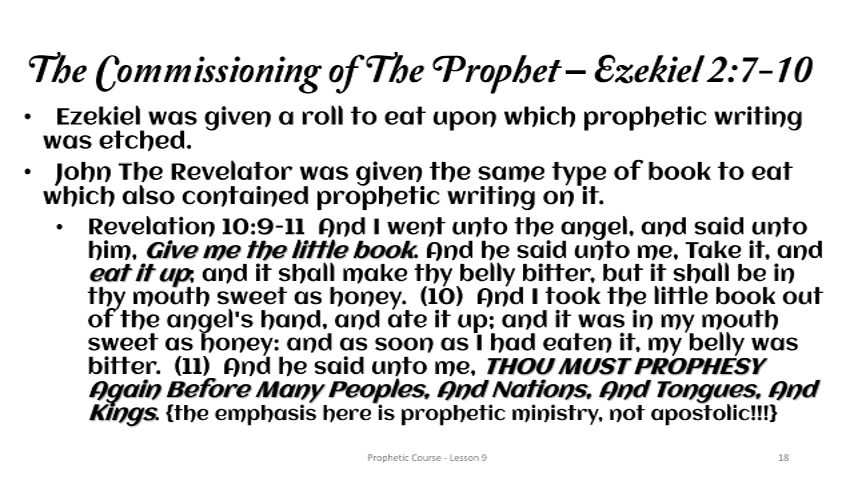 The Commissioning of The Prophet – Ezekiel 2:7-10
• Ezekiel was given a roll to eat upon which prophetic writing
was etched.
• John The Revelator was given the same type of book to eat
which also contained prophetic writing on it.
• Revelation 10:9-11 And I went unto the angel, and said unto
him, Give me the little book. And he said unto me, Take it, and
eat it up; and it shall make thy belly bitter, but it shall be in
thy mouth sweet as honey. (10) And I took the little book out
of the angel's hand, and ate it up; and it was in my mouth
sweet as honey: and as soon as I had eaten it, my belly was
bitter. (11) And he said unto me, THOU MUST PROPHESY
Again Before Many Peoples, And Nations, And Tongues, And
Kings. {the emphasis here is prophetic ministry, not apostolic!!!}
Prophetic Course - Lesson 9
18